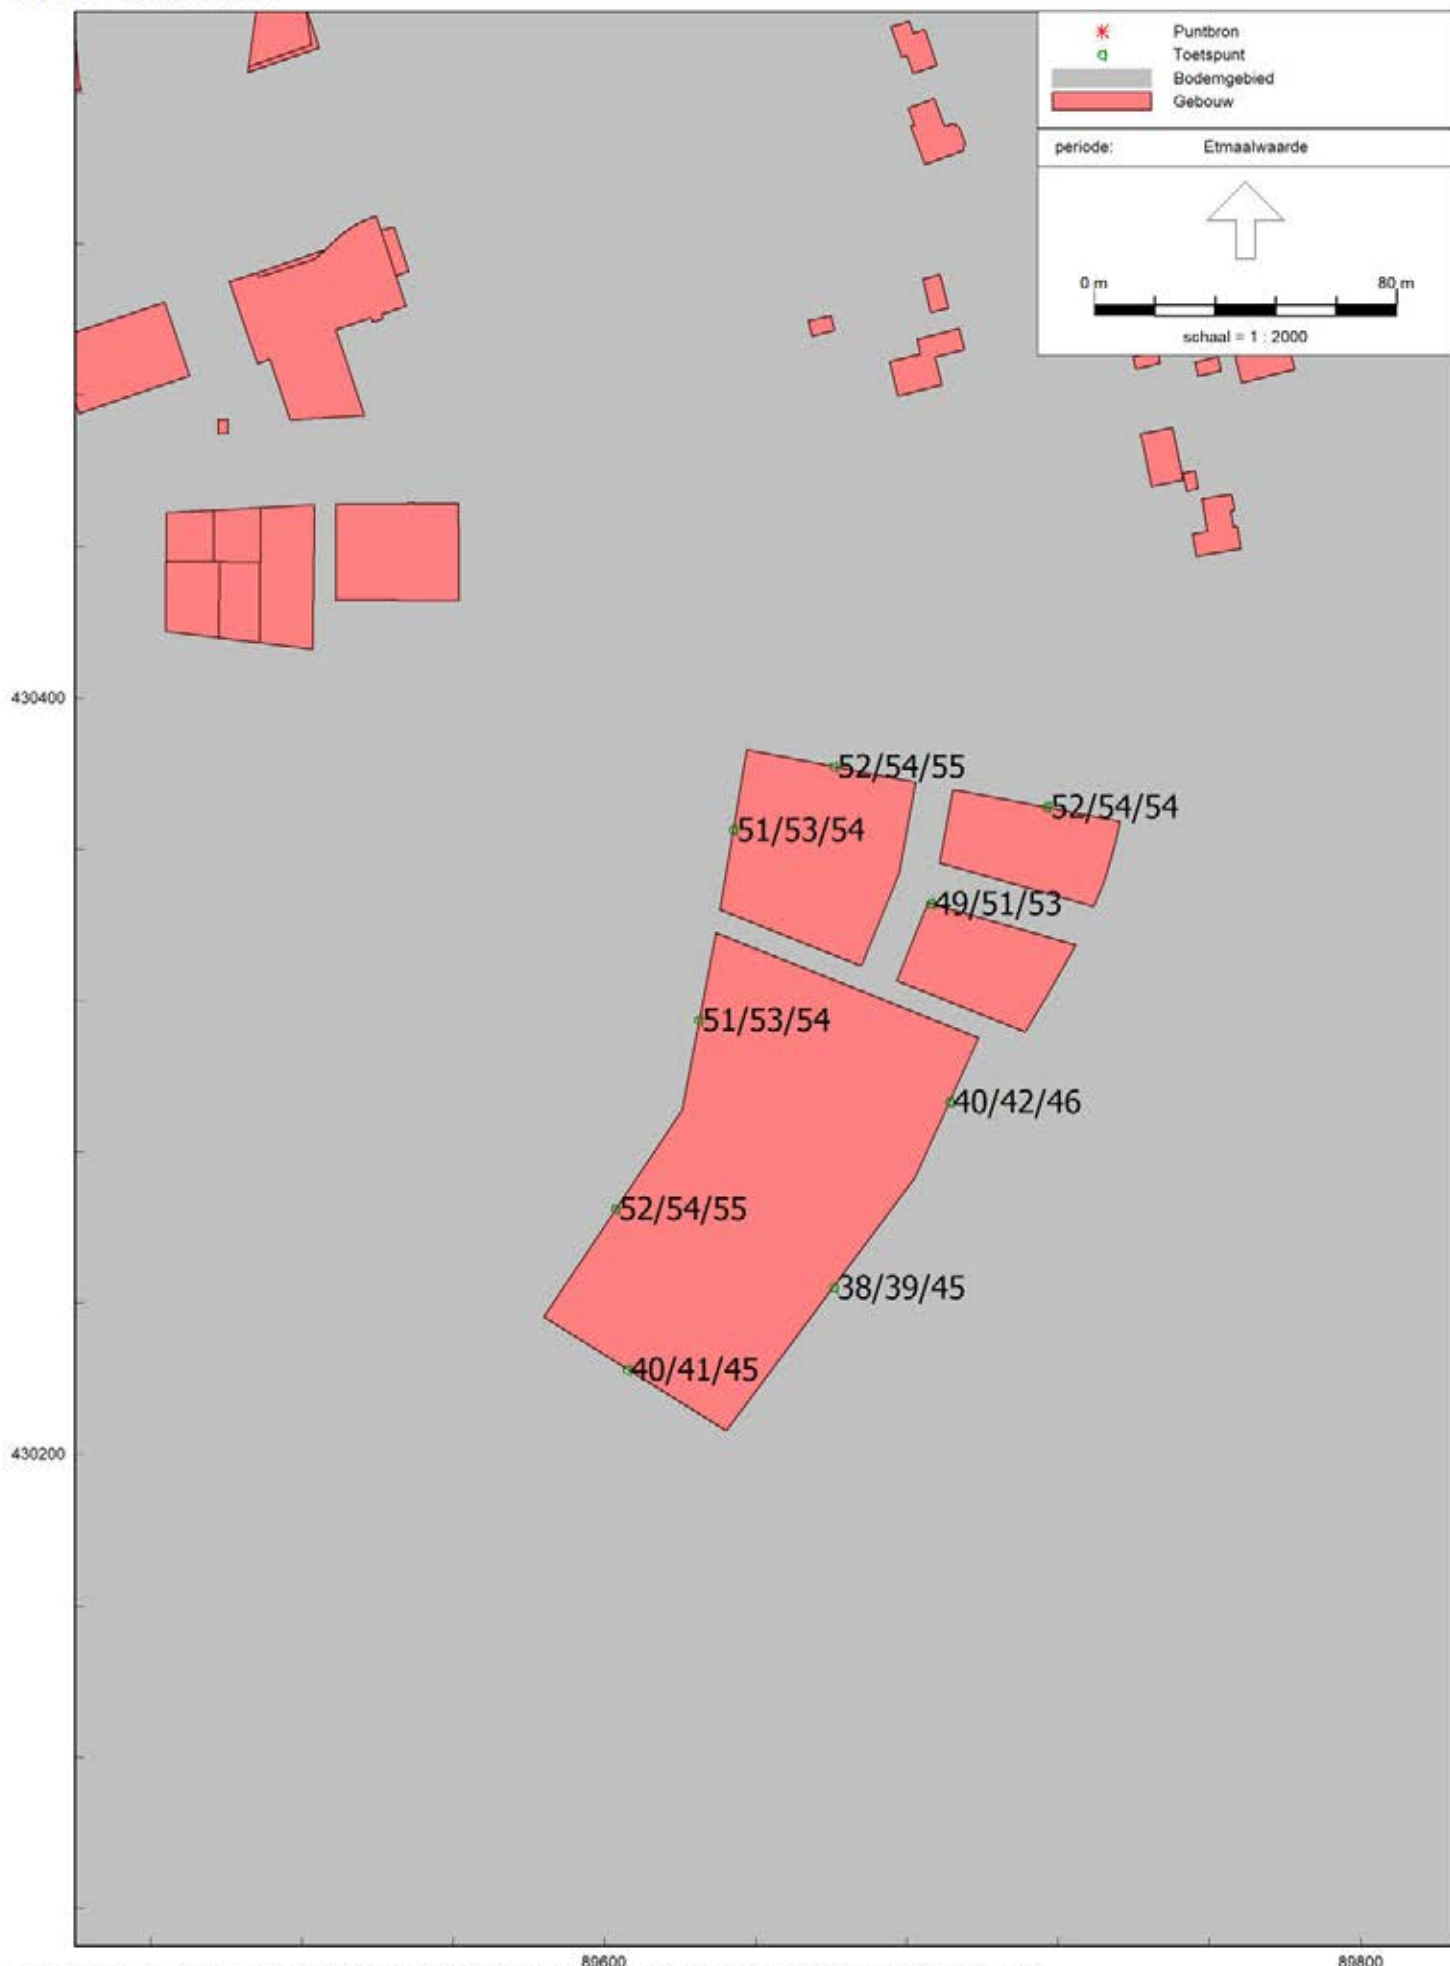 Puntbron
Toetspunt
Bodemgebied
Gebouw
periode: Etmaalwaarde
0 m 80 m
schaal = 1 : 2000
430400
52/54/55
52/54/54
51/53/54
49/51/53
51/53/54
40/42/46
52/54/55
38/39/45
40/41/45
430200
89600 89800